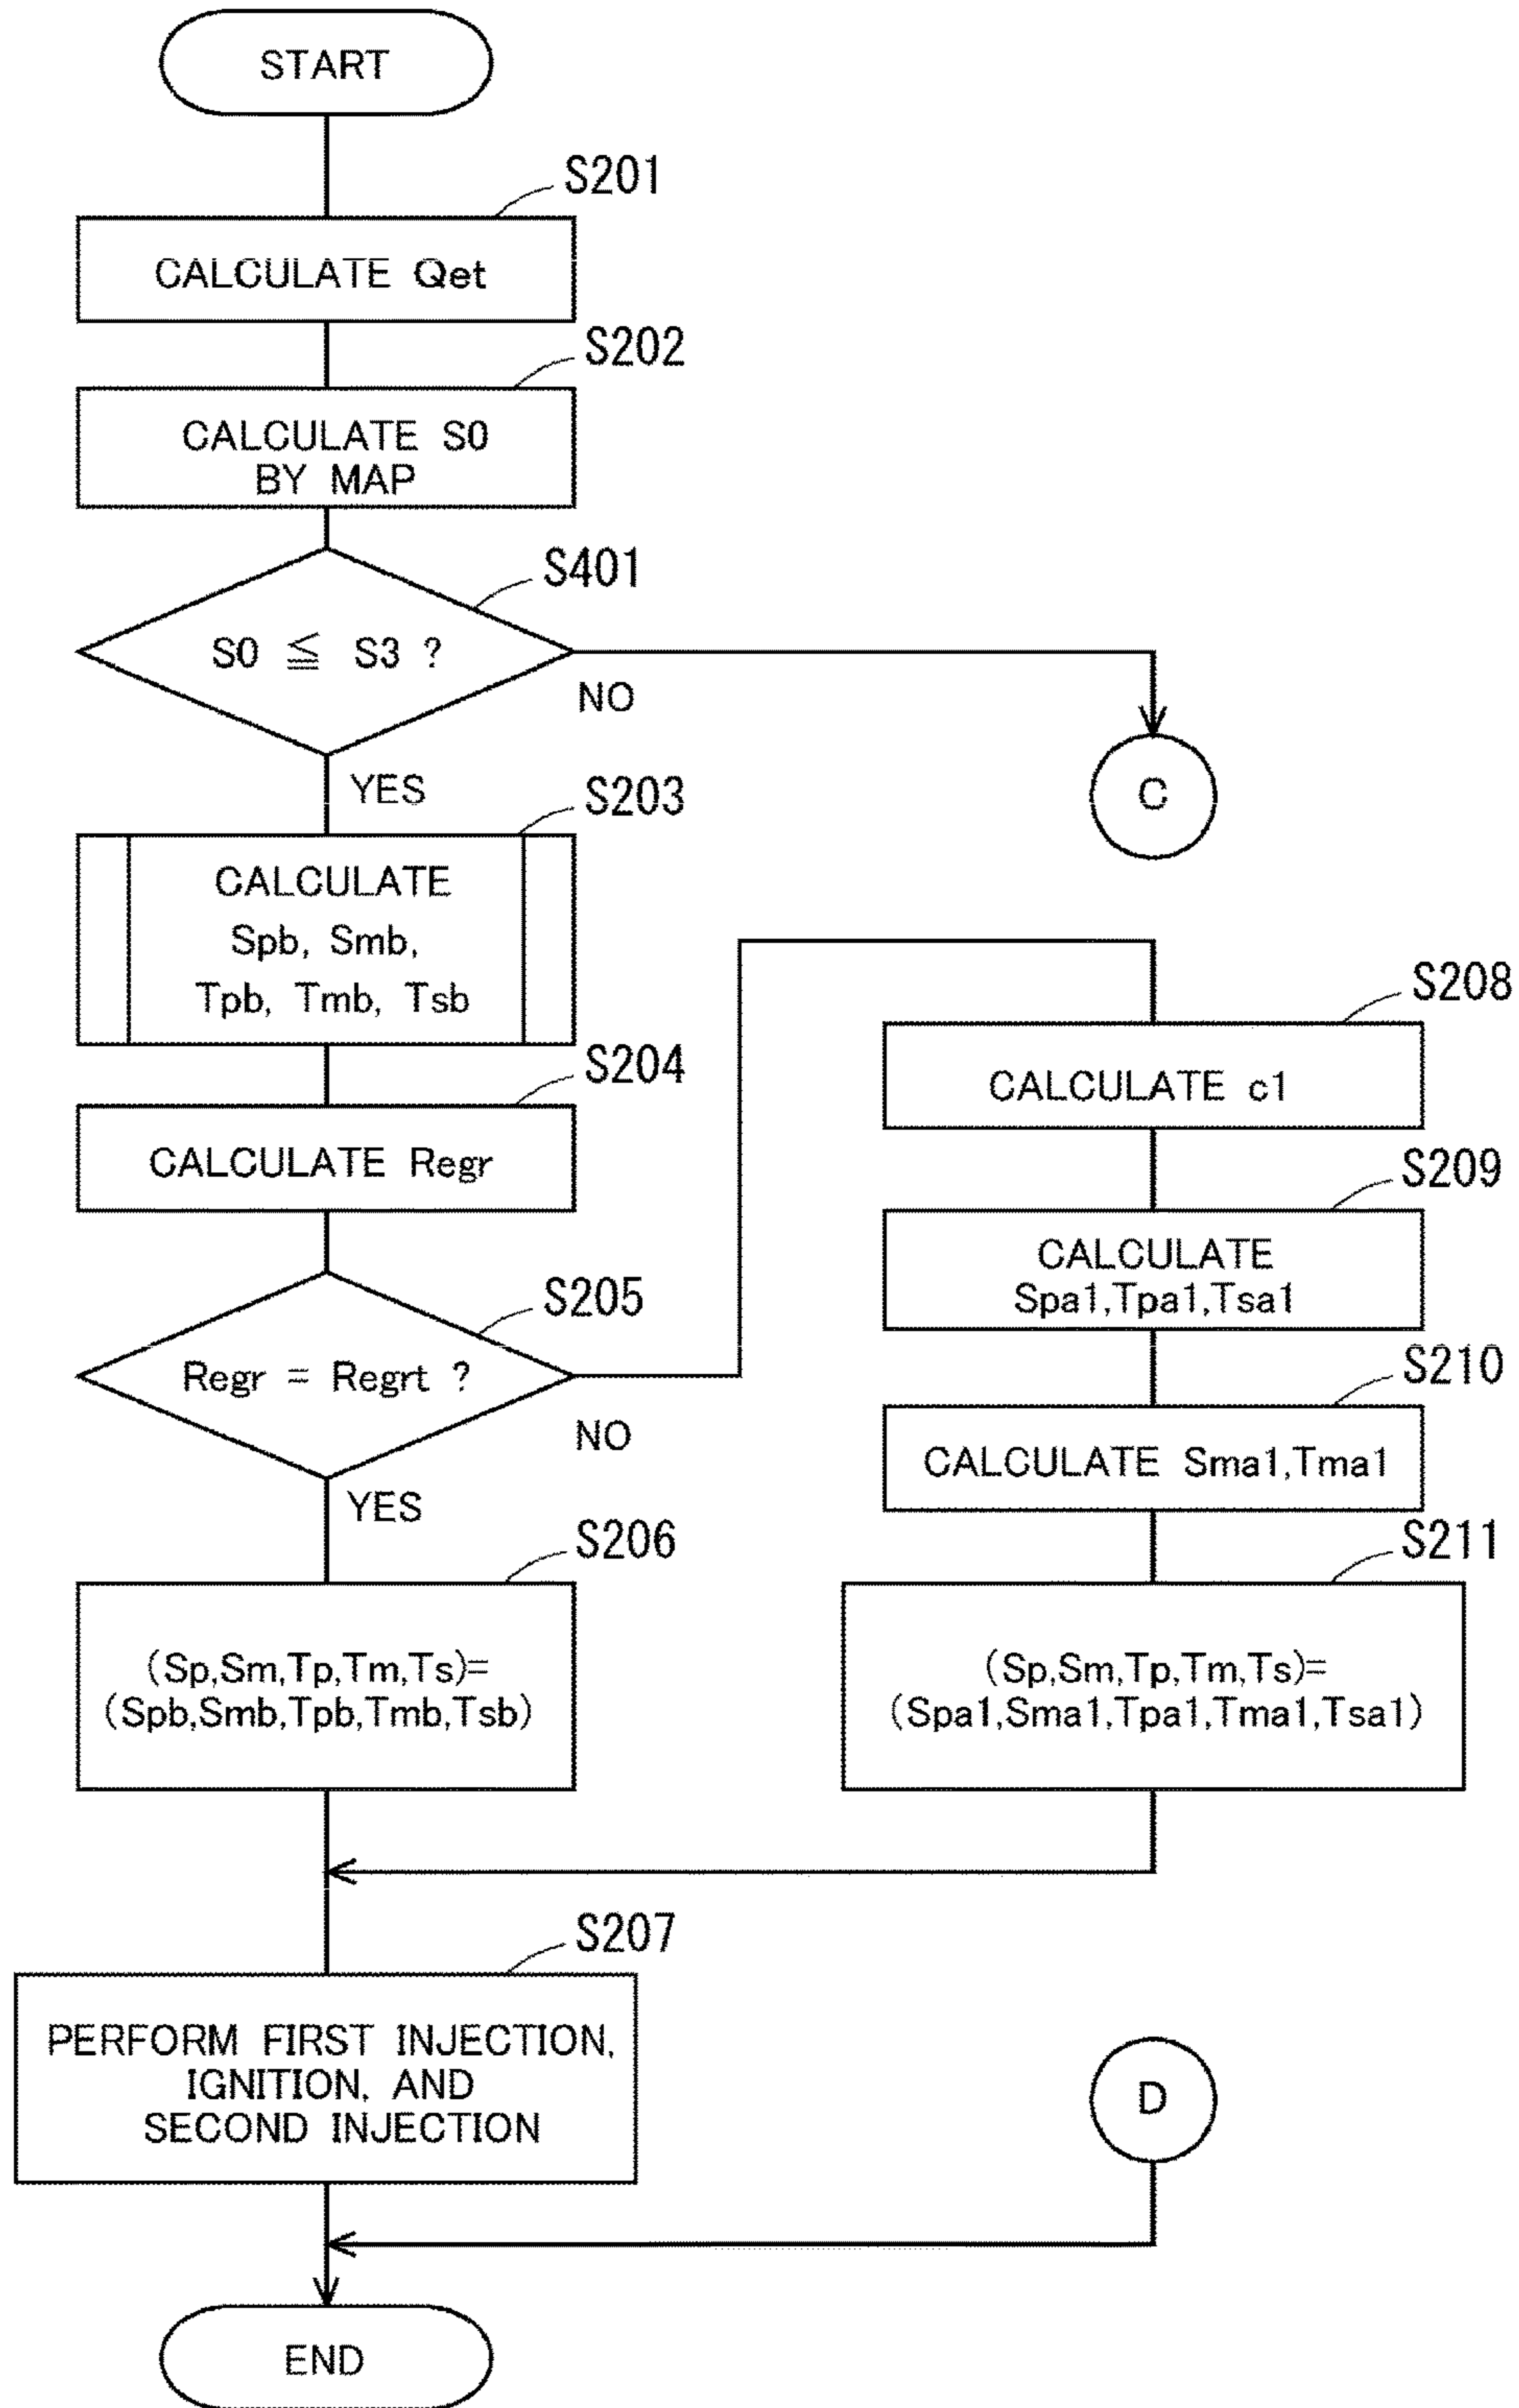 START
S201
CALCULATE Qet
S202
CALCULATE S0
BY MAP
S401
S0 ≦ S3 ?
NO
YES
C
S203
CALCULATE
Spb, Smb,
Tpb, Tmb, Tsb
S204
CALCULATE Regr
S205
Regr = Regrt ?
NO
YES
S206
(Sp,Sm,Tp,Tm,Ts)=
(Spb,Smb,Tpb,Tmb,Tsb)
S208
CALCULATE c1
S209
CALCULATE
Spa1,Tpa1,Tsa1
S210
CALCULATE Sma1,Tma1
S211
(Sp,Sm,Tp,Tm,Ts)=
(Spa1,Sma1,Tpa1,Tma1,Tsa1)
S207
PERFORM FIRST INJECTION,
IGNITION, AND
SECOND INJECTION
D
END